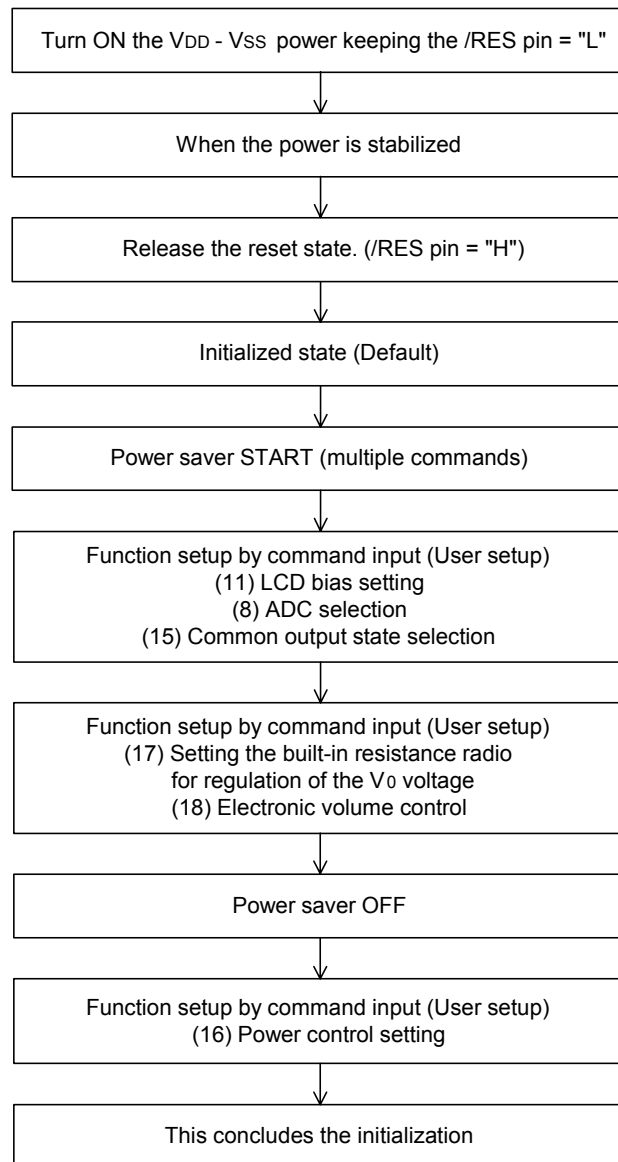 Turn ON the VDD - VSS power keeping the /RES pin = "L"
When the power is stabilized
Release the reset state. (/RES pin = "H")
Initialized state (Default)
Power saver START (multiple commands)
Function setup by command input (User setup)
(11) LCD bias setting
(8) ADC selection
(15) Common output state selection
Function setup by command input (User setup)
(17) Setting the built-in resistance radio
for regulation of the V0 voltage
(18) Electronic volume control
Power saver OFF
Function setup by command input (User setup)
(16) Power control setting
This concludes the initialization